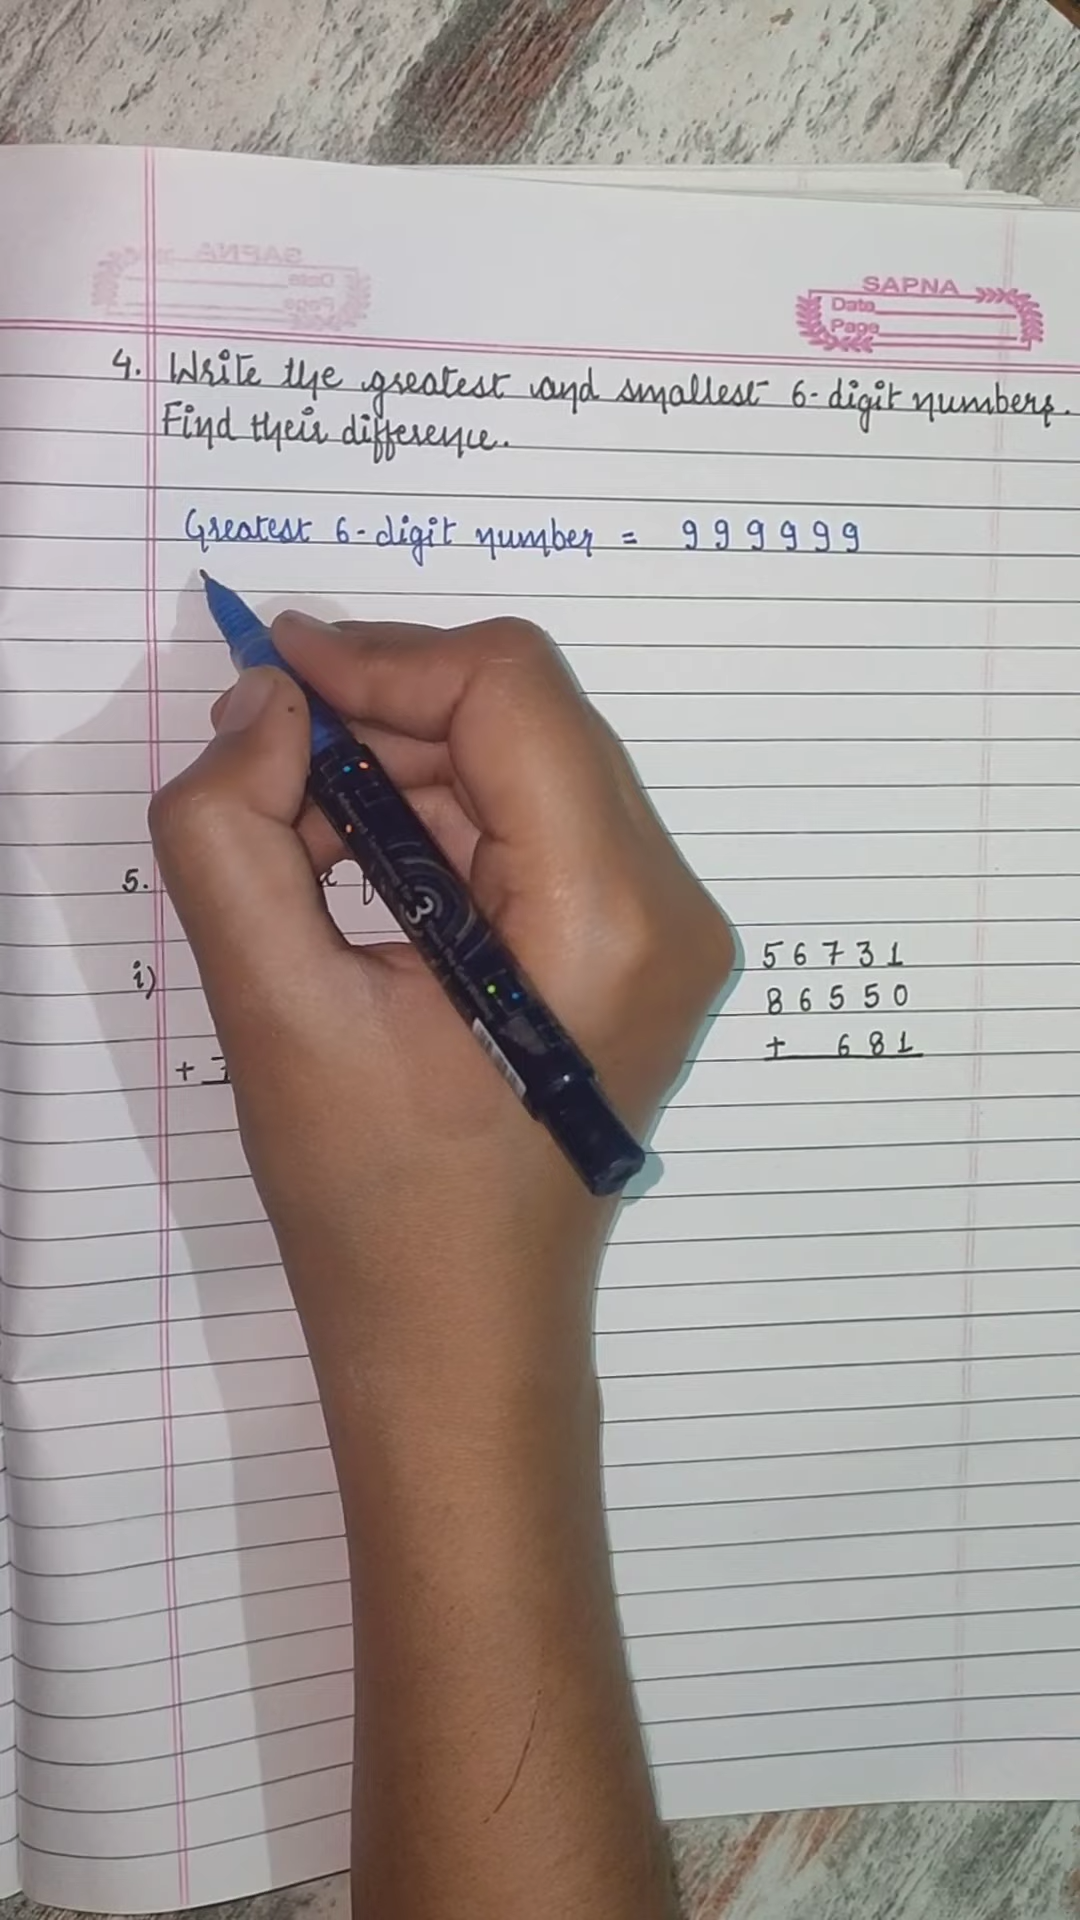 SAPNA
Date
Page
4. Write the greatest and smallest 6-digit numbers.
Find their difference.
Greatest 6-digit number = 999999
5.
i)
56731
86550
+ 681
+
3